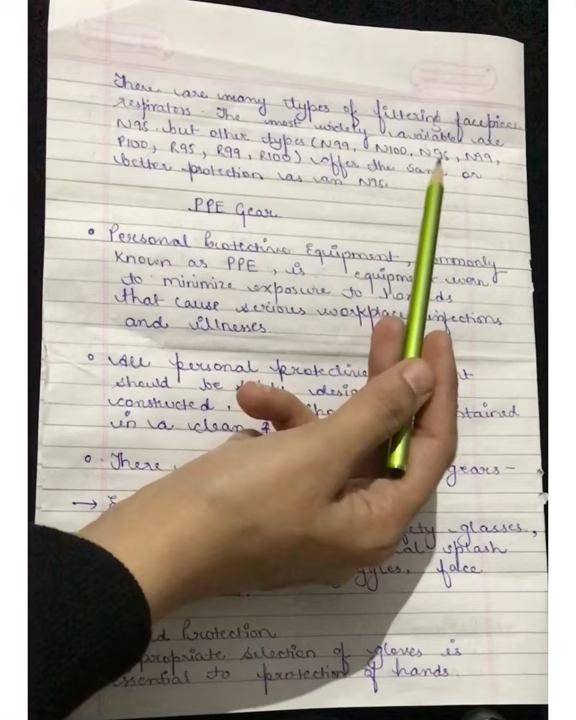 There are many types of filtering facepiece
respirators. The most widely available are
N95, but other types (N99, N100, N95, N99,
P100, R95, R99, R100) offer the same or
better protection as an N95.
PPE Gear
• Personal Protective Equipment, commonly
known as PPE, is equipment worn
to minimize exposure to hazards
that cause serious workplace infections
and illnesses.
• All personal protective
should be
constructed,
in a clean
• There gears-
→
glasses,
splash
face
Protection
selection of gloves is
essential to protection of hands.